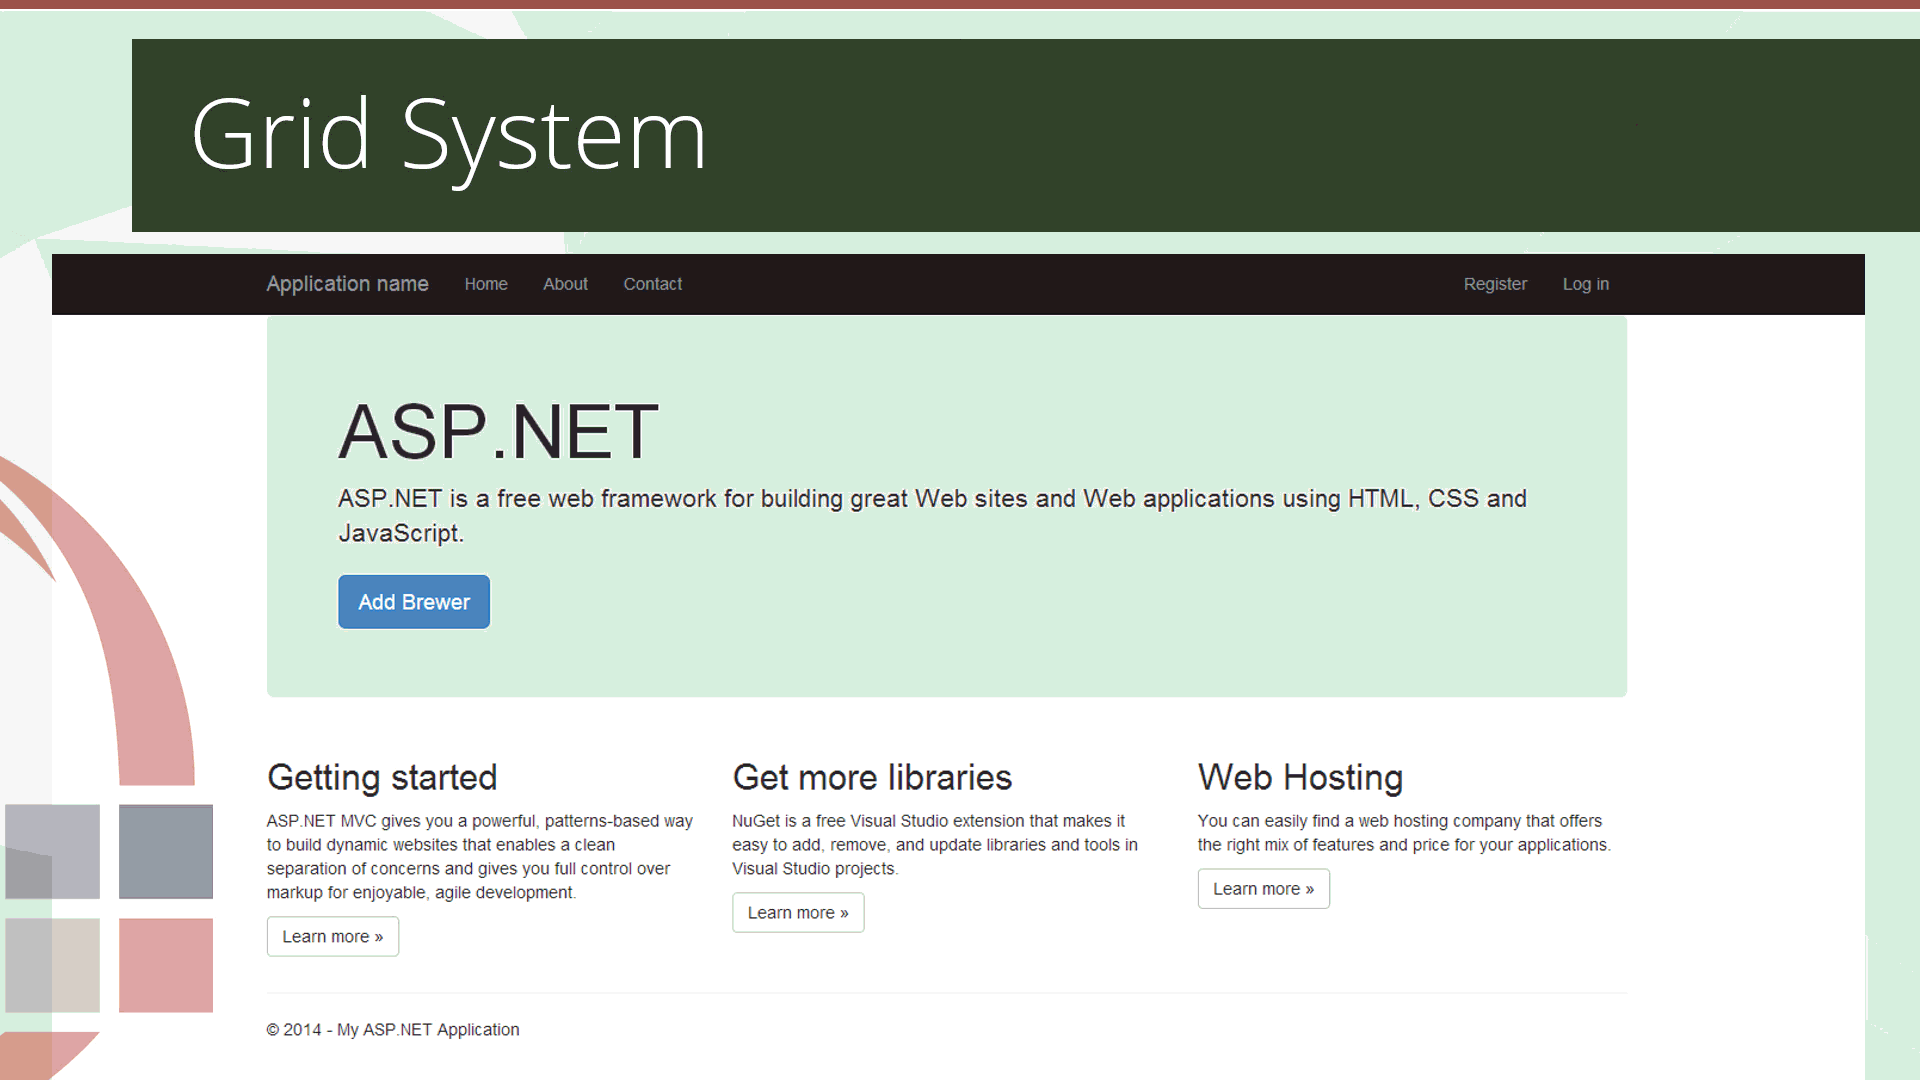 Grid System
Application name Home About Contact Register Log in
ASP.NET
ASP.NET is a free web framework for building great Web sites and Web applications using HTML, CSS and
JavaScript.
Add Brewer
Getting started
ASP.NET MVC gives you a powerful, patterns-based way
to build dynamic websites that enables a clean
separation of concerns and gives you full control over
markup for enjoyable, agile development.
Learn more »
Get more libraries
NuGet is a free Visual Studio extension that makes it
easy to add, remove, and update libraries and tools in
Visual Studio projects.
Learn more »
Web Hosting
You can easily find a web hosting company that offers
the right mix of features and price for your applications.
Learn more »
© 2014 - My ASP.NET Application